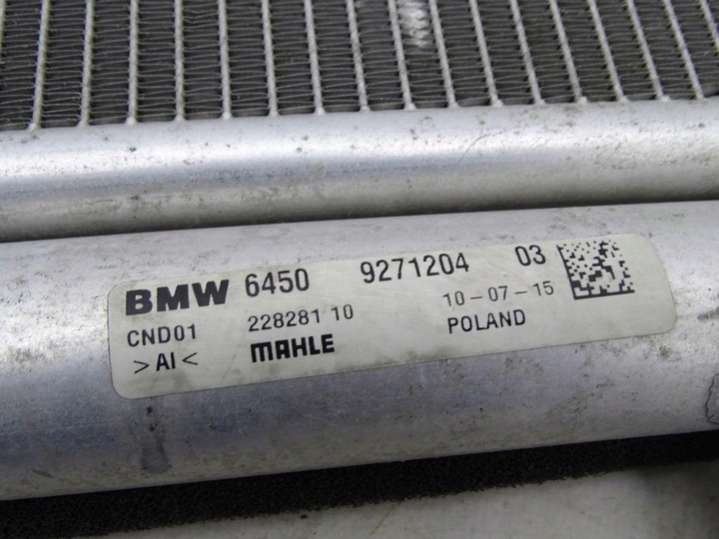 BMW 6450 9271204 03
CND01 228281 10 10-07-15
>Al< MAHLE POLAND